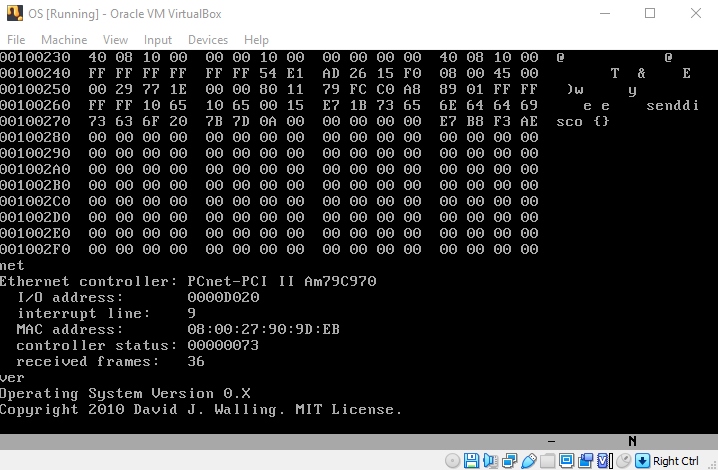 OS [Running] - Oracle VM VirtualBox
File Machine View Input Devices Help
00100230 40 08 10 00 00 00 10 00 00 00 00 00 40 08 10 00 @ @
00100240 FF FF FF FF FF FF 54 E1 AD 26 15 F0 08 00 45 00 T & E
00100250 00 29 77 1E 00 00 80 11 79 FC C0 A8 89 01 FF FF )w y
00100260 FF FF 10 65 10 65 00 15 E7 1B 73 65 6E 64 64 69 e e senddi
00100270 73 63 6F 20 7B 7D 0A 00 00 00 00 00 E7 B8 F3 AE sco {}
00100280 00 00 00 00 00 00 00 00 00 00 00 00 00 00 00 00
00100290 00 00 00 00 00 00 00 00 00 00 00 00 00 00 00 00
001002A0 00 00 00 00 00 00 00 00 00 00 00 00 00 00 00 00
001002B0 00 00 00 00 00 00 00 00 00 00 00 00 00 00 00 00
001002C0 00 00 00 00 00 00 00 00 00 00 00 00 00 00 00 00
001002D0 00 00 00 00 00 00 00 00 00 00 00 00 00 00 00 00
001002E0 00 00 00 00 00 00 00 00 00 00 00 00 00 00 00 00
001002F0 00 00 00 00 00 00 00 00 00 00 00 00 00 00 00 00
net
Ethernet controller: PCnet-PCI II Am79C970
I/O address: 0000D020
interrupt line: 9
MAC address: 08:00:27:90:9D:EB
controller status: 00000073
received frames: 36
ver
Operating System Version 0.X
Copyright 2010 David J. Walling. MIT License.
- N
Right Ctrl